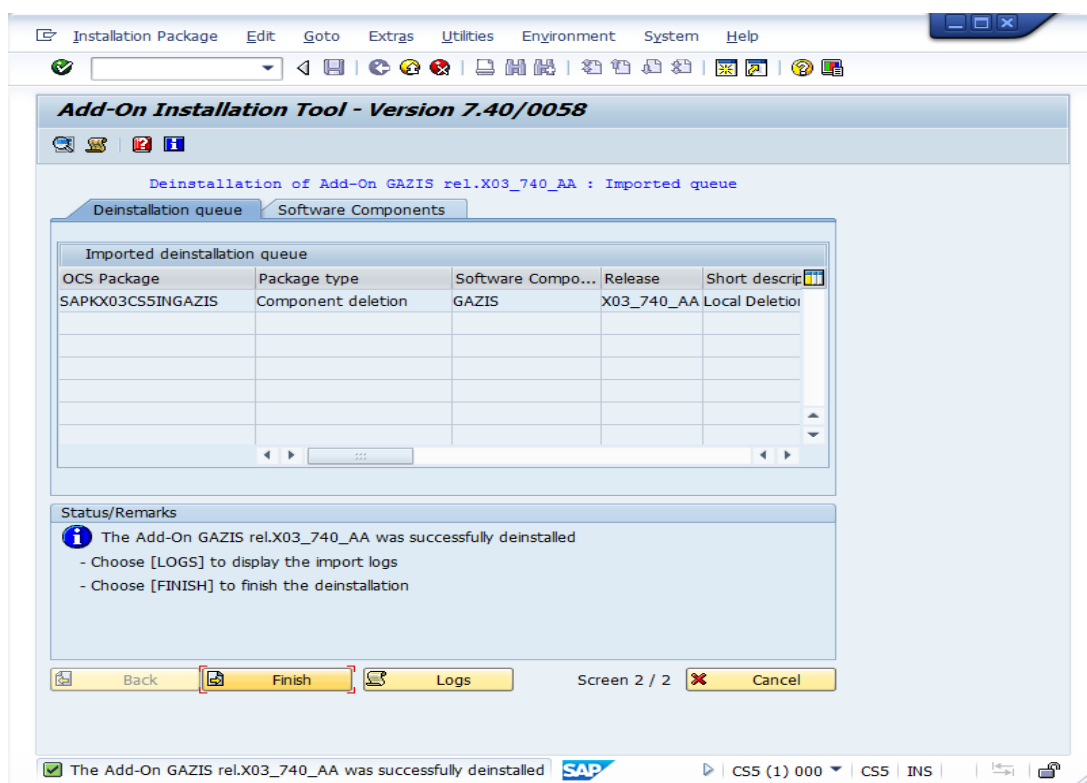 Installation Package Edit Goto Extras Utilities Environment System Help
Add-On Installation Tool - Version 7.40/0058
Deinstallation of Add-On GAZIS rel.X03_740_AA : Imported queue
Deinstallation queue Software Components
Imported deinstallation queue
OCS Package Package type Software Compo... Release Short descrip
SAPKX03CS5INGAZIS Component deletion GAZIS X03_740_AA Local Deletion
Status/Remarks
The Add-On GAZIS rel.X03_740_AA was successfully deinstalled
- Choose [LOGS] to display the import logs
- Choose [FINISH] to finish the deinstallation
Back Finish Logs Screen 2 / 2 Cancel
The Add-On GAZIS rel.X03_740_AA was successfully deinstalled SAP CS5 (1) 000 CS5 INS